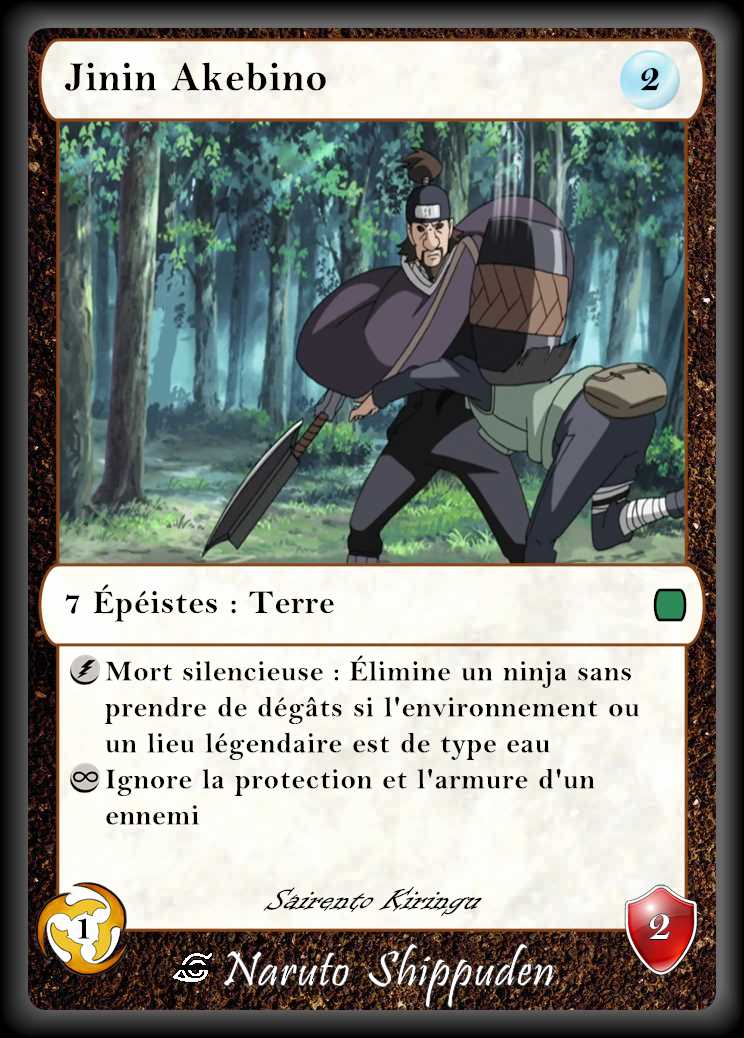 Jinin Akebino
2
7 Épéistes : Terre
Mort silencieuse : Élimine un ninja sans
prendre de dégâts si l'environnement ou
un lieu légendaire est de type eau
Ignore la protection et l'armure d'un
ennemi
Sairento Kiringu
1
2
Naruto Shippuden